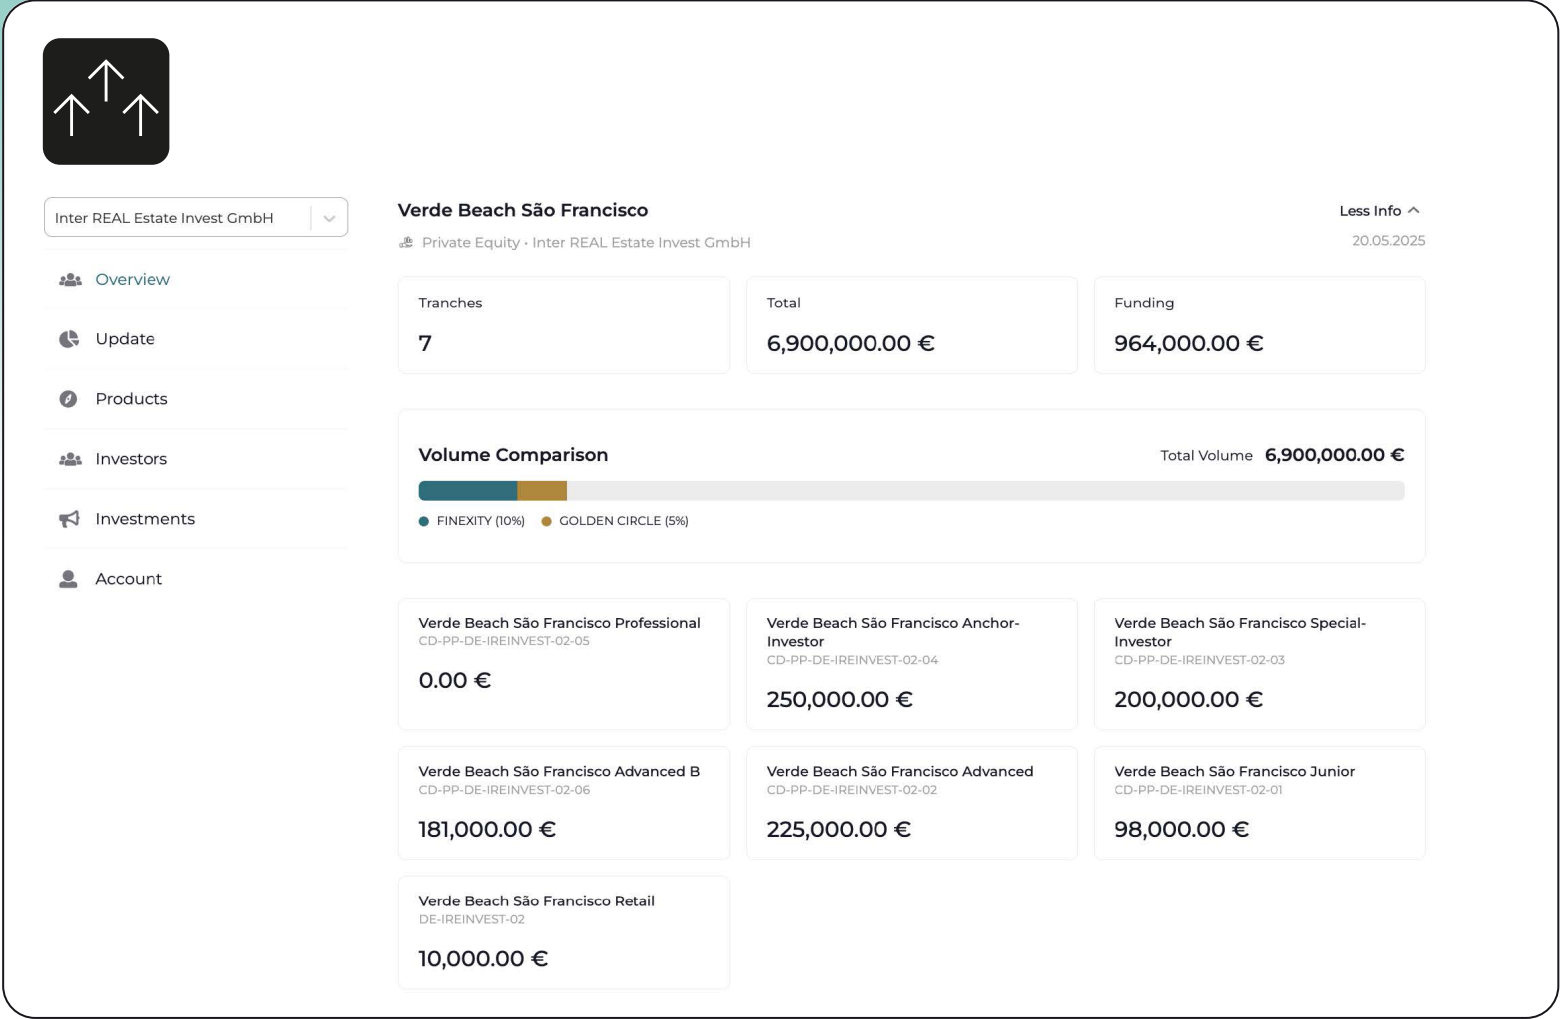 Inter REAL Estate Invest GmbH
Overview
Update
Products
Investors
Investments
Account
Verde Beach São Francisco
Less Info
Private Equity • Inter REAL Estate Invest GmbH
20.05.2025
Tranches
7
Total
6,900,000.00 €
Funding
964,000.00 €
Volume Comparison
Total Volume 6,900,000.00 €
FINEXITY (10%) GOLDEN CIRCLE (5%)
Verde Beach São Francisco Professional
CD-PP-DE-IREINVEST-02-05
0.00 €
Verde Beach São Francisco Anchor-
Investor
CD-PP-DE-IREINVEST-02-04
250,000.00 €
Verde Beach São Francisco Special-
Investor
CD-PP-DE-IREINVEST-02-03
200,000.00 €
Verde Beach São Francisco Advanced B
CD-PP-DE-IREINVEST-02-06
181,000.00 €
Verde Beach São Francisco Advanced
CD-PP-DE-IREINVEST-02-02
225,000.00 €
Verde Beach São Francisco Junior
CD-PP-DE-IREINVEST-02-01
98,000.00 €
Verde Beach São Francisco Retail
DE-IREINVEST-02
10,000.00 €